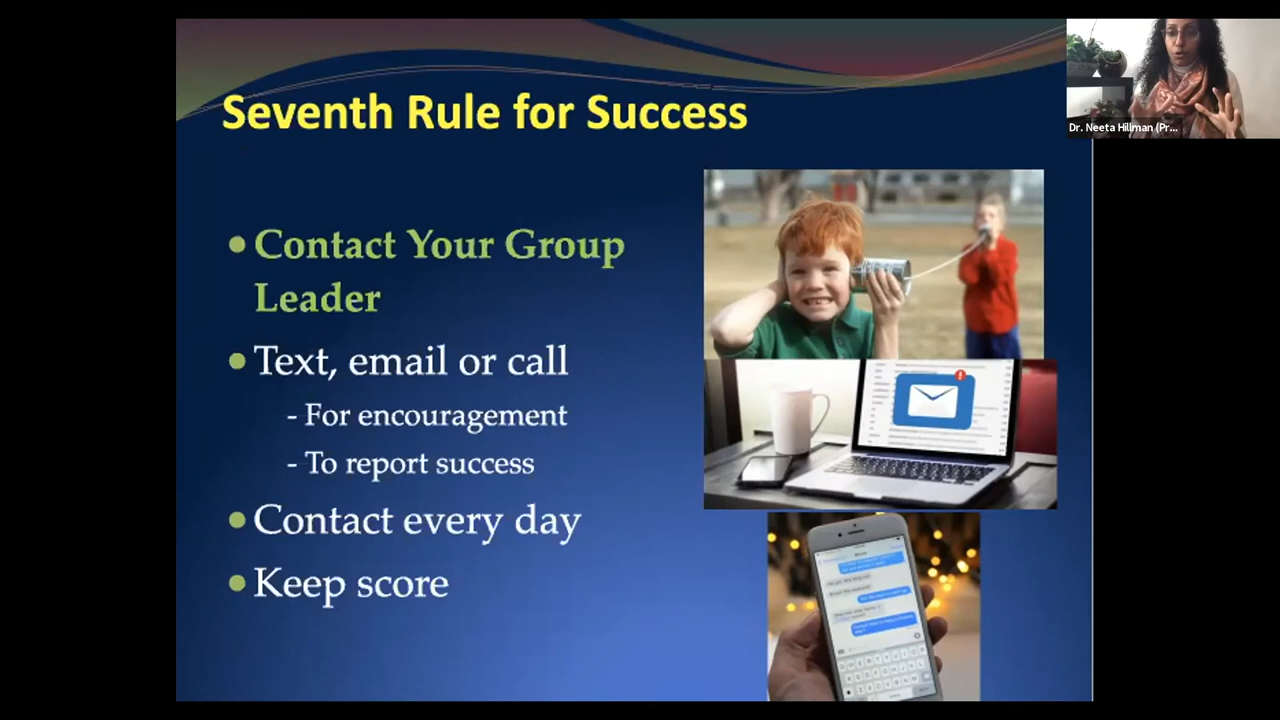 Seventh Rule for Success
Dr. Neeta Hillman (Pr...
Contact Your Group
Leader
Text, email or call
- For encouragement
- To report success
Contact every day
Keep score